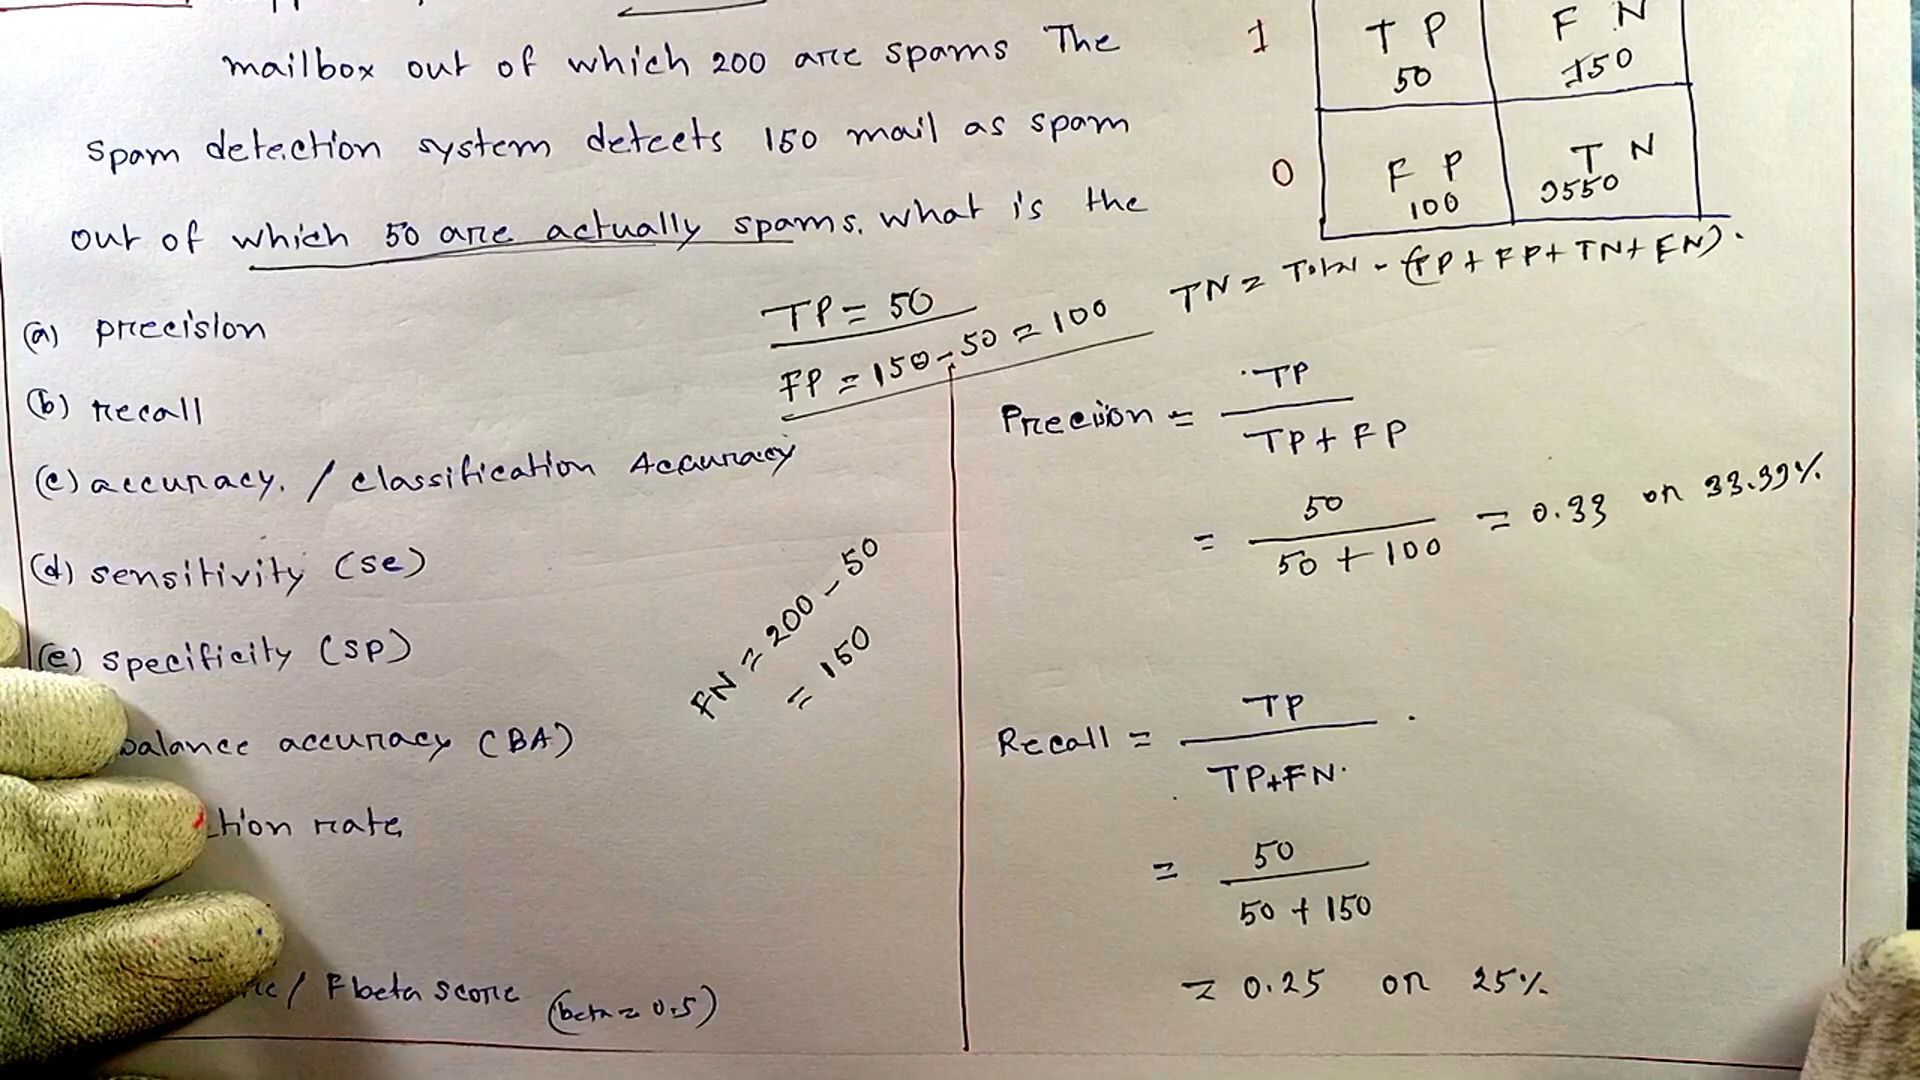 mailbox out of which 200 are spams The
spam detection system detects 150 mail as spam
out of which 50 are actually spams. what is the
(a) precision
(b) recall
(c) accuracy. / classification Accuracy
(d) sensitivity (se)
(e) specificity (sp)
balance accuracy (BA)
tion rate
/ Fbeta score (beta = 0.5)
TP = 50
FP = 150 - 50 = 100
FN = 200 - 50
= 150
1
TP
50
FN
150
0
FP
100
TN
9550
TN = Total - (TP + FP + TN + FN).
Precision = TP
TP + FP
= 50
50 + 100
= 0.33 or 33.33%
Recall = TP
TP+FN.
= 50
50 + 150
= 0.25 or 25%